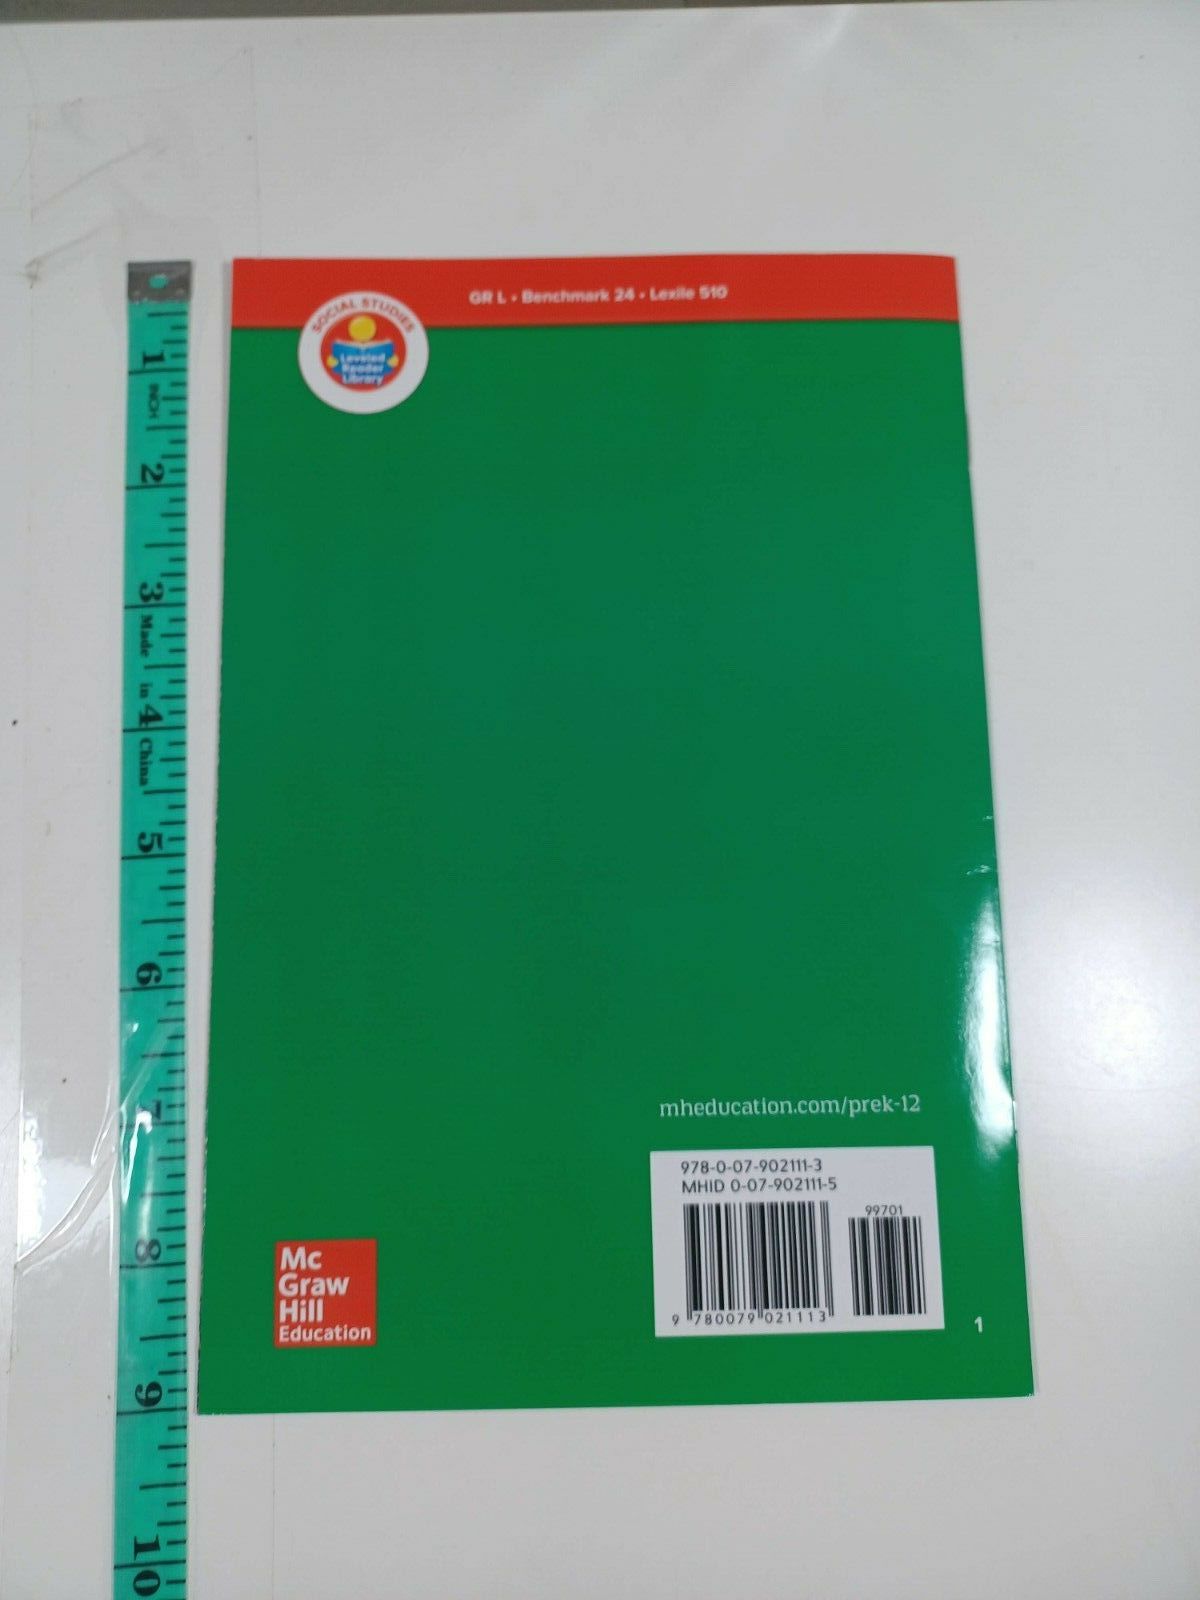 GR L • Benchmark 24 • Lexile 510
SOCIAL STUDIES
Leveled
Reader
Library
1
INCH
2
3
Made in
4
China
5
6
7
8
9
10
mheducation.com/prek-12
978-0-07-902111-3
MHID 0-07-902111-5
99701
9 780079 021113
Mc
Graw
Hill
Education
1